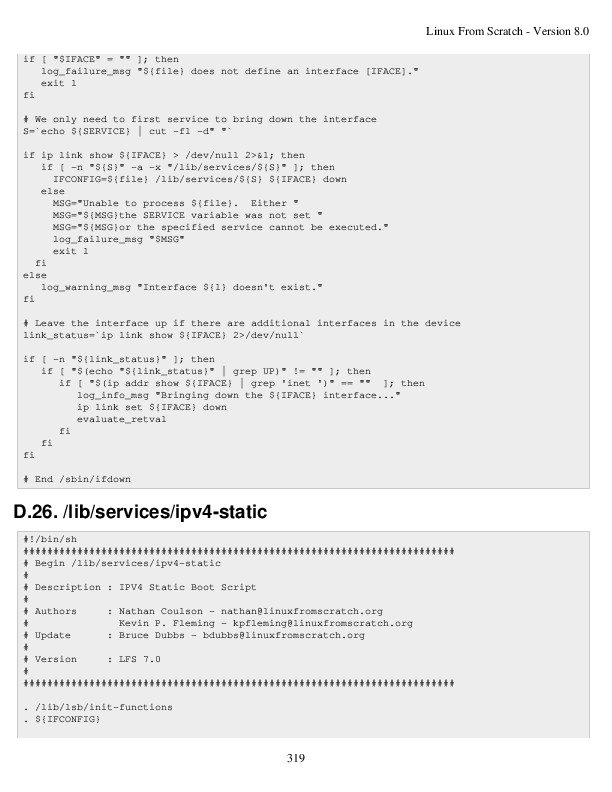 Linux From Scratch - Version 8.0
if [ "$IFACE" = "" ]; then
   log_failure_msg "${file} does not define an interface [IFACE]."
   exit 1
fi

# We only need to first service to bring down the interface
S=`echo ${SERVICE} | cut -f1 -d" "`

if ip link show ${IFACE} > /dev/null 2>&1; then
   if [ -n "${S}" -a -x "/lib/services/${S}" ]; then
     IFCONFIG=${file} /lib/services/${S} ${IFACE} down
   else
     MSG="Unable to process ${file}.  Either "
     MSG="${MSG}the SERVICE variable was not set "
     MSG="${MSG}or the specified service cannot be executed."
     log_failure_msg "$MSG"
     exit 1
  fi
else
   log_warning_msg "Interface ${1} doesn't exist."
fi

# Leave the interface up if there are additional interfaces in the device
link_status=`ip link show ${IFACE} 2>/dev/null`

if [ -n "${link_status}" ]; then
   if [ "$(echo "${link_status}" | grep UP)" != "" ]; then
      if [ "$(ip addr show ${IFACE} | grep 'inet ')" == ""  ]; then
         log_info_msg "Bringing down the ${IFACE} interface..."
         ip link set ${IFACE} down
         evaluate_retval
      fi
   fi
fi

# End /sbin/ifdown
D.26. /lib/services/ipv4-static
#!/bin/sh
########################################################################
# Begin /lib/services/ipv4-static
#
# Description : IPV4 Static Boot Script
#
# Authors     : Nathan Coulson - nathan@linuxfromscratch.org
#               Kevin P. Fleming - kpfleming@linuxfromscratch.org
# Update      : Bruce Dubbs - bdubbs@linuxfromscratch.org
#
# Version     : LFS 7.0
#
########################################################################

. /lib/lsb/init-functions
. ${IFCONFIG}
319